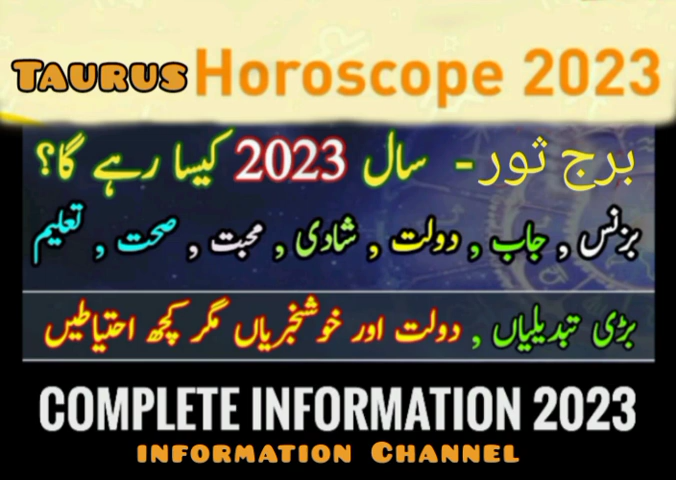 TAURUS Horoscope 2023
برج ثور - سال 2023 کیسا رہے گا؟
بزنس , جاب , دولت , شادی , محبت , صحت , تعلیم
بڑی تبدیلیاں , دولت اور خوشخبریاں مگر کچھ احتیاطیں
COMPLETE INFORMATION 2023
INFORMATION CHANNEL